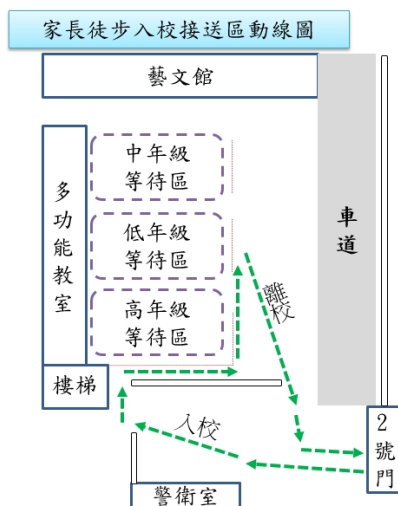 家長徒步入校接送區動線圖
藝文館
中年級
等待區
多功能教室
低年級
等待區
車道
高年級
等待區
離校
樓梯
入校
2號門
警衛室